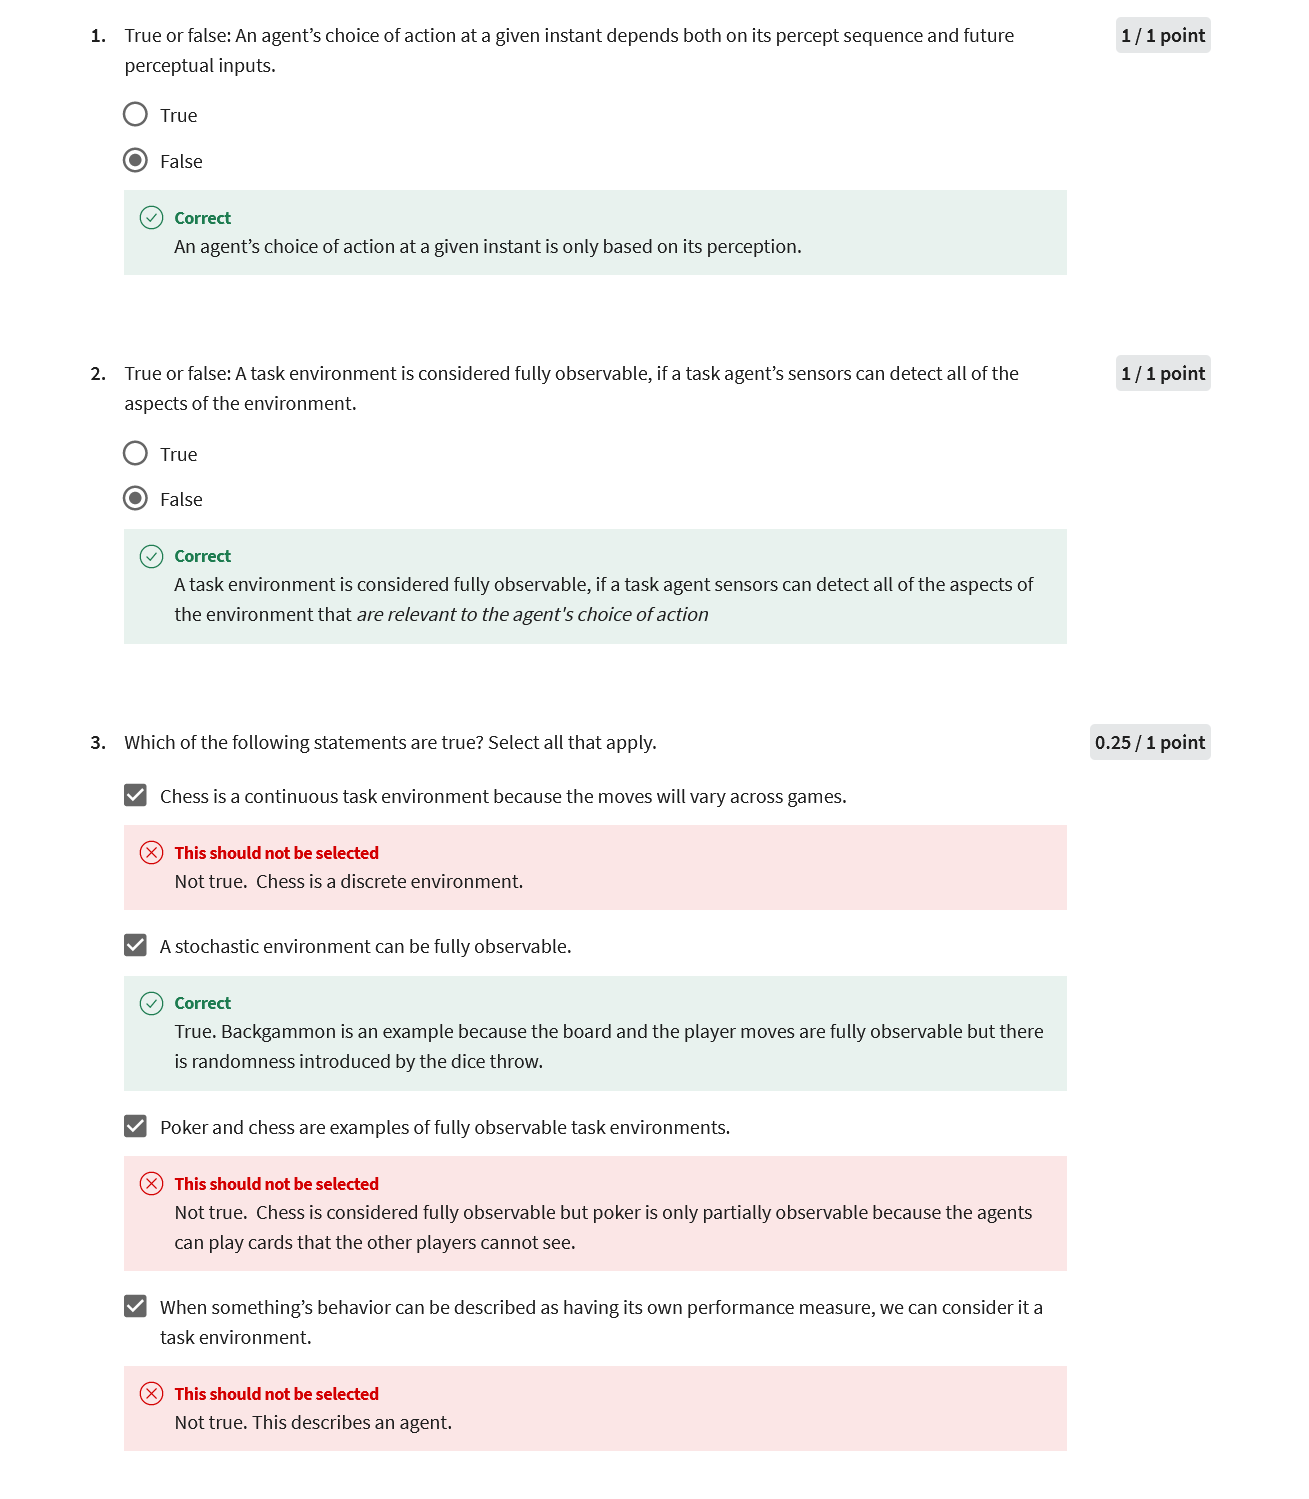 1. True or false: An agent’s choice of action at a given instant depends both on its percept sequence and future
perceptual inputs.
1 / 1 point
True
False
Correct
An agent’s choice of action at a given instant is only based on its perception.
2. True or false: A task environment is considered fully observable, if a task agent’s sensors can detect all of the
aspects of the environment.
1 / 1 point
True
False
Correct
A task environment is considered fully observable, if a task agent sensors can detect all of the aspects of
the environment that are relevant to the agent's choice of action
3. Which of the following statements are true? Select all that apply.
0.25 / 1 point
Chess is a continuous task environment because the moves will vary across games.
This should not be selected
Not true.  Chess is a discrete environment.
A stochastic environment can be fully observable.
Correct
True. Backgammon is an example because the board and the player moves are fully observable but there
is randomness introduced by the dice throw.
Poker and chess are examples of fully observable task environments.
This should not be selected
Not true.  Chess is considered fully observable but poker is only partially observable because the agents
can play cards that the other players cannot see.
When something’s behavior can be described as having its own performance measure, we can consider it a
task environment.
This should not be selected
Not true. This describes an agent.